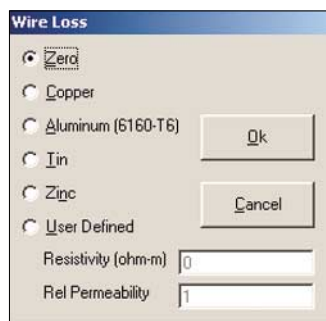 Wire Loss
Zero
Copper
Aluminum (6160-T6)
Ok
Tin
Zinc
Cancel
User Defined
Resistivity (ohm-m) 0
Rel Permeability 1